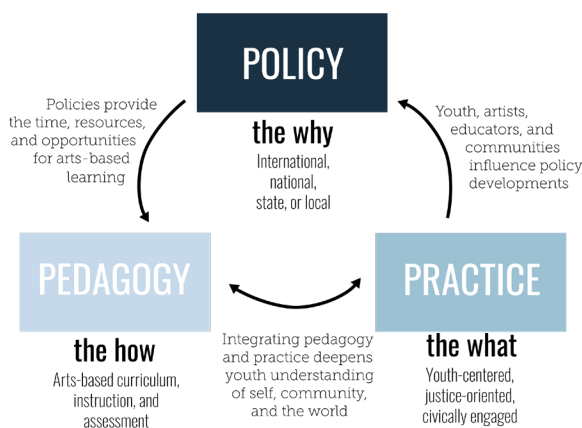 POLICY
the why
International,
national,
state, or local
Policies provide
the time, resources,
and opportunities
for arts-based
learning
Youth, artists,
educators, and
communities
influence policy
developments
PEDAGOGY
the how
Arts-based curriculum,
instruction, and
assessment
Integrating pedagogy
and practice deepens
youth understanding
of self, community,
and the world
PRACTICE
the what
Youth-centered,
justice-oriented,
civically engaged